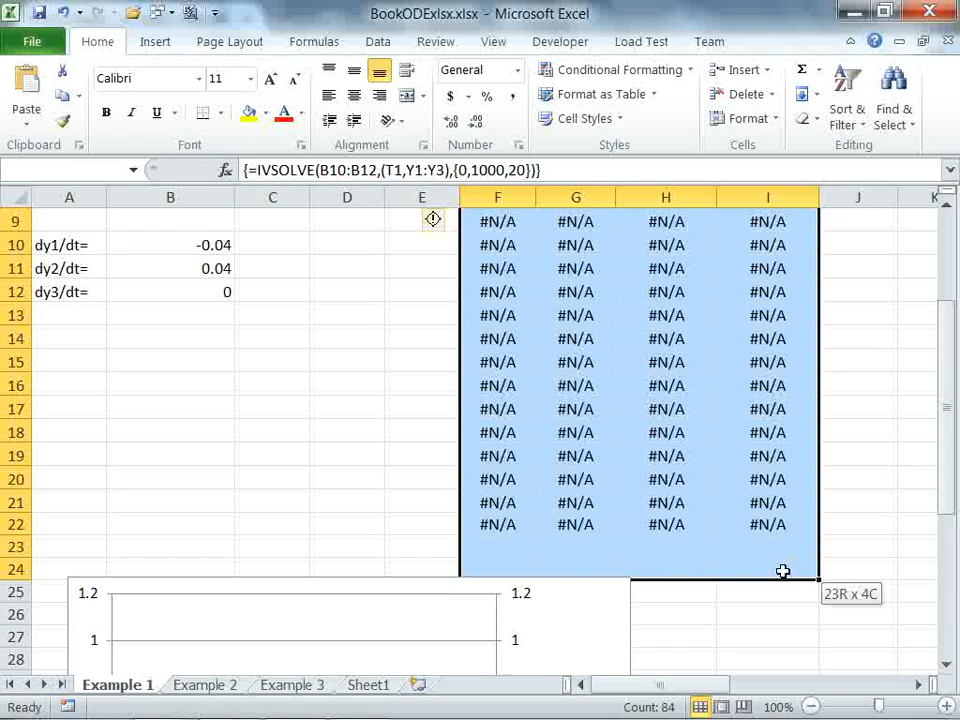 BookODExlsx.xlsx - Microsoft Excel
File Home Insert Page Layout Formulas Data Review View Developer Load Test Team
Paste
Calibri 11
B I U A
General
$ % ,
Conditional Formatting
Format as Table
Cell Styles
Insert
Delete
Format
Sort & Filter
Find & Select
Clipboard Font Alignment Number Styles Cells Editing
fx {=IVSOLVE(B10:B12,(T1,Y1:Y3),{0,1000,20})}
A B C D E F G H I J K
9 #N/A #N/A #N/A #N/A
10 dy1/dt= -0.04 #N/A #N/A #N/A #N/A
11 dy2/dt= 0.04 #N/A #N/A #N/A #N/A
12 dy3/dt= 0 #N/A #N/A #N/A #N/A
13 #N/A #N/A #N/A #N/A
14 #N/A #N/A #N/A #N/A
15 #N/A #N/A #N/A #N/A
16 #N/A #N/A #N/A #N/A
17 #N/A #N/A #N/A #N/A
18 #N/A #N/A #N/A #N/A
19 #N/A #N/A #N/A #N/A
20 #N/A #N/A #N/A #N/A
21 #N/A #N/A #N/A #N/A
22 #N/A #N/A #N/A #N/A
23
24
25 1.2 1.2 23R x 4C
26
27 1 1
28
Example 1 Example 2 Example 3 Sheet1
Ready Count: 84 100%